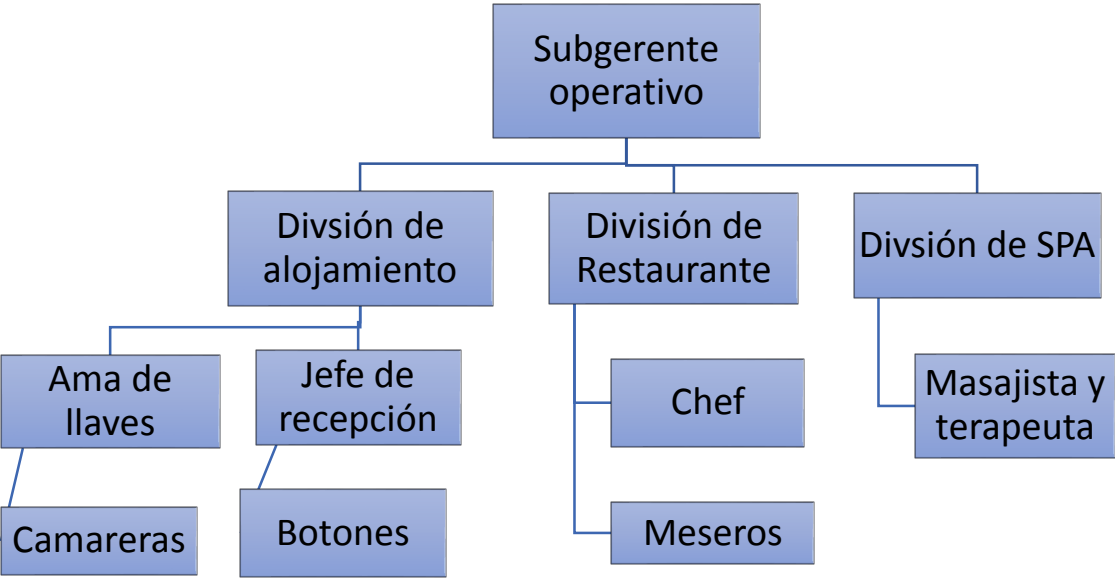 Subgerente
operativo
Divsión de
alojamiento
División de
Restaurante
Divsión de SPA
Ama de
llaves
Jefe de
recepción
Chef
Masajista y
terapeuta
Camareras
Botones
Meseros